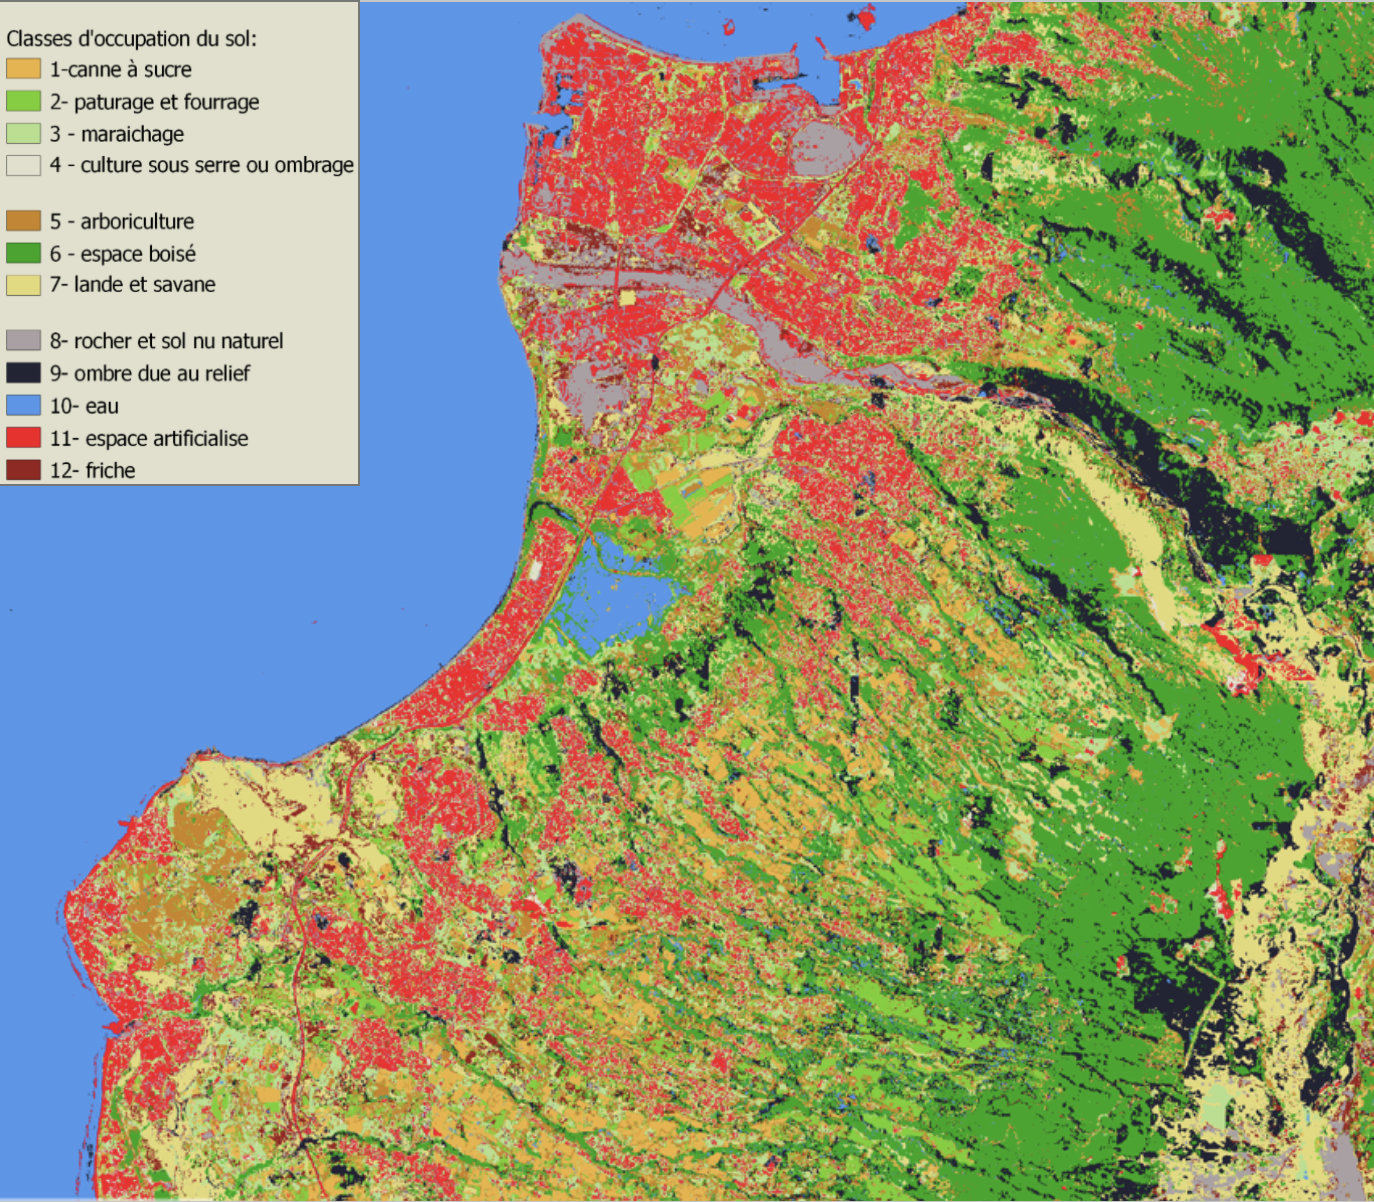 Classes d'occupation du sol:
1-canne à sucre
2- paturage et fourrage
3 - maraichage
4 - culture sous serre ou ombrage
5 - arboriculture
6 - espace boisé
7- lande et savane
8- rocher et sol nu naturel
9- ombre due au relief
10- eau
11- espace artificialise
12- friche